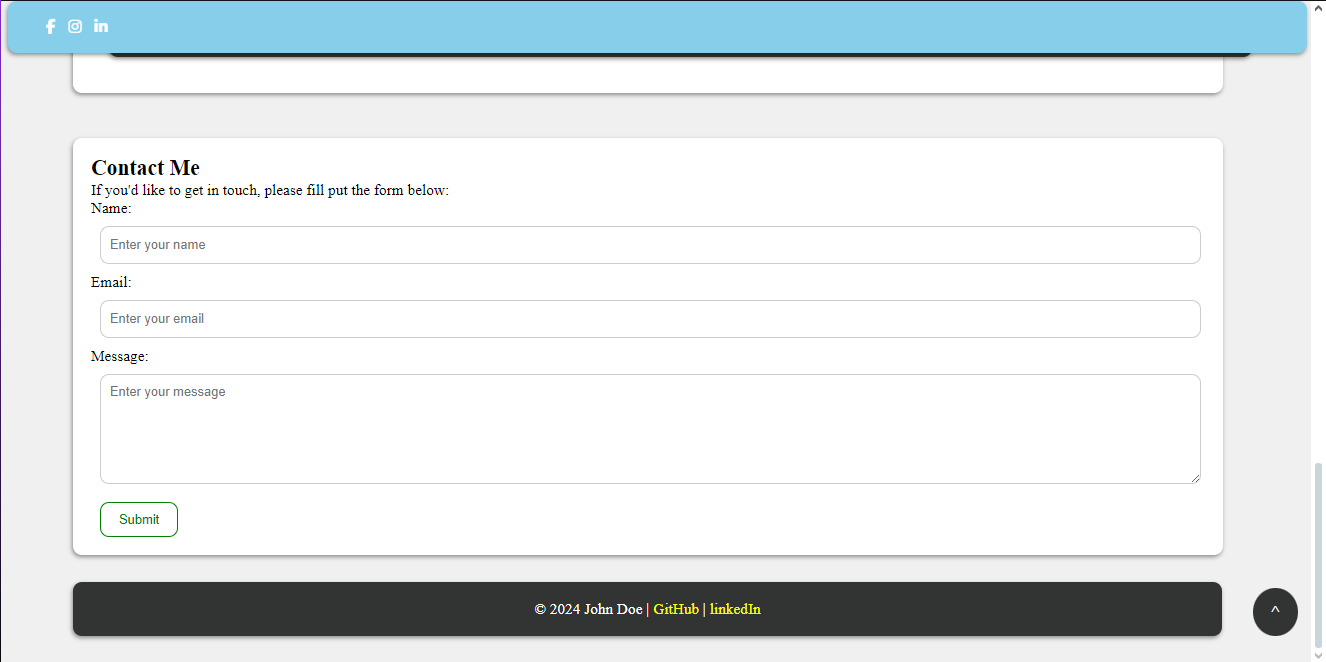 Contact Me
If you'd like to get in touch, please fill put the form below:
Name:
Enter your name
Email:
Enter your email
Message:
Enter your message
Submit
© 2024 John Doe | GitHub | linkedIn
^